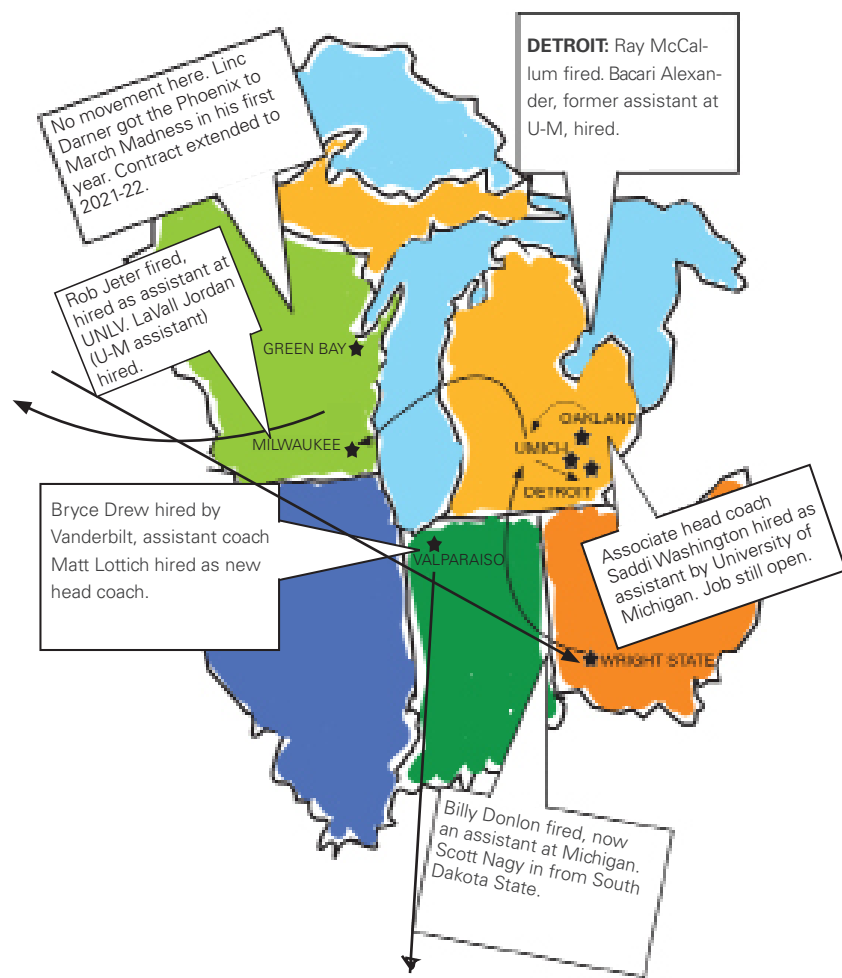 No movement here. Linc
Darner got the Phoenix to
March Madness in his first
year. Contract extended to
2021-22.
DETROIT: Ray McCal-
lum fired. Bacari Alexan-
der, former assistant at
U-M, hired.
Rob Jeter fired,
hired as assistant at
UNLV. LaVall Jordan
(U-M assistant)
hired.
GREEN BAY
MILWAUKEE
OAKLAND
UMICH
DETROIT
Bryce Drew hired by
Vanderbilt, assistant coach
Matt Lottich hired as new
head coach.
VALPARAISO
Associate head coach
Saddi Washington hired as
assistant by University of
Michigan. Job still open.
WRIGHT STATE
Billy Donlon fired, now
an assistant at Michigan.
Scott Nagy in from South
Dakota State.